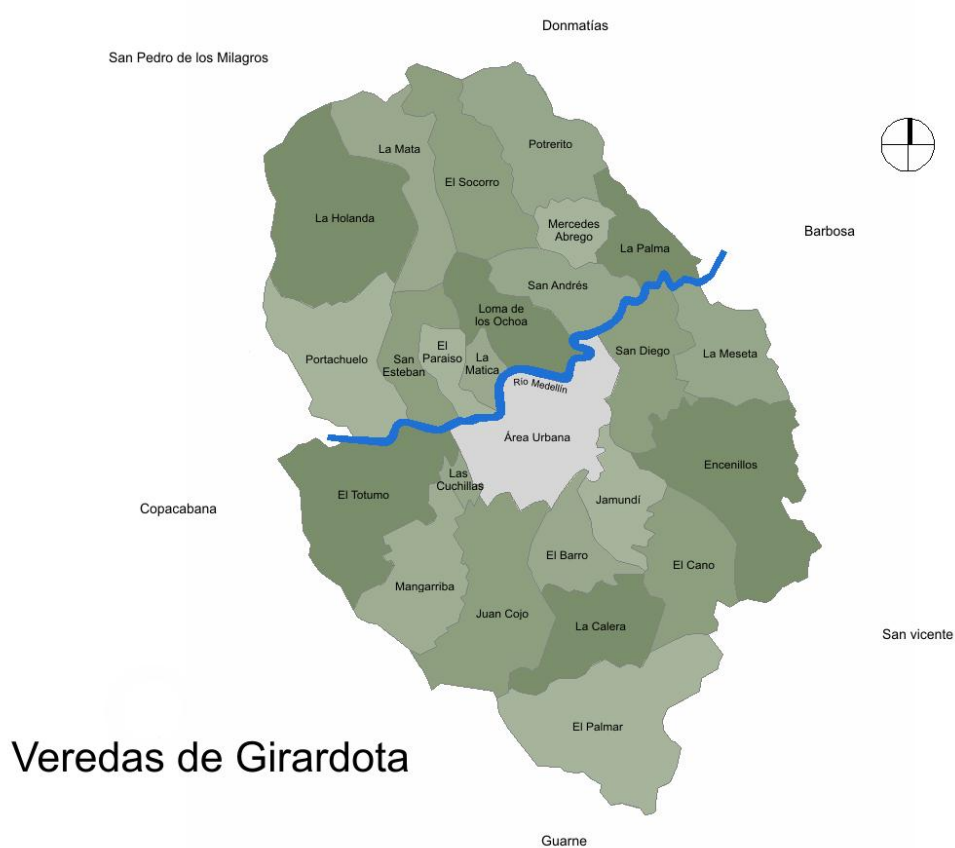 Donmatías
San Pedro de los Milagros
La Mata
Potrerito
El Socorro
La Holanda
Mercedes
Abrego
Barbosa
La Palma
San Andrés
Loma de
los Ochoa
El
Paraiso
San
Esteban
La
Matica
Portachuelo
San Diego
La Meseta
Río Medellín
Área Urbana
Encenillos
Las
Cuchillas
El Totumo
Jamundí
Copacabana
El Barro
El Cano
Mangarriba
Juan Cojo
La Calera
San vicente
El Palmar
Veredas de Girardota
Guarne